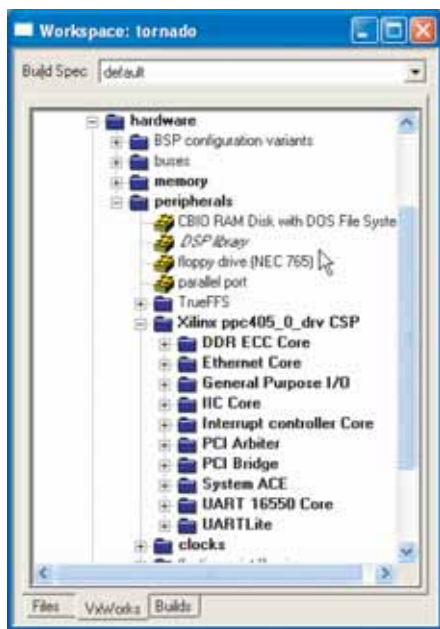 Workspace: tornado
Build Spec default
hardware
BSP configuration variants
buses
memory
peripherals
CBIO RAM Disk with DOS File Syste
DSP library
floppy drive (NEC 765)
parallel port
TrueFFS
Xilinx ppc405_0_drv CSP
DDR ECC Core
Ethernet Core
General Purpose I/O
IIC Core
Interrupt controller Core
PCI Arbiter
PCI Bridge
System ACE
UART 16550 Core
UARTLite
clocks
Files VxWorks Builds